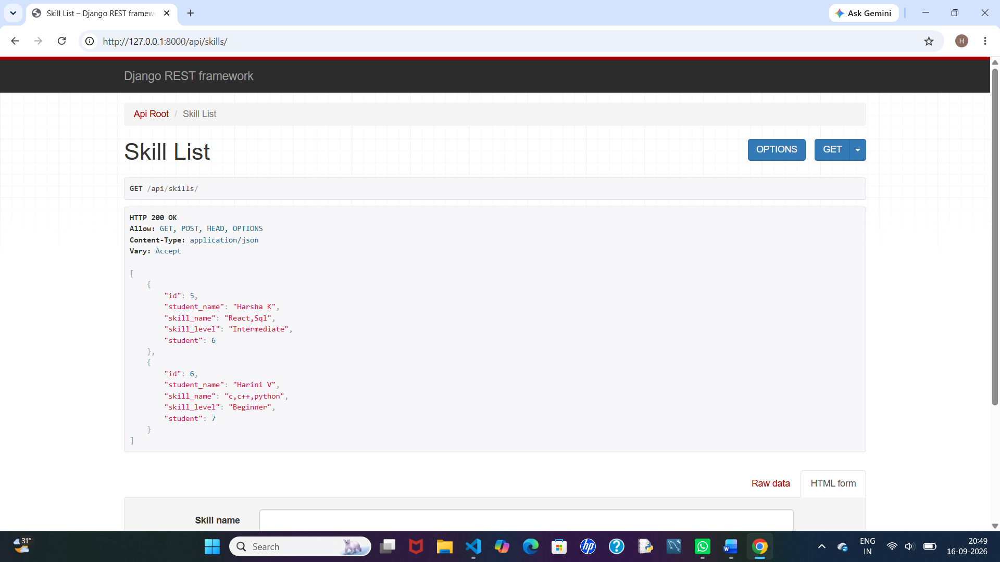 Skill List – Django REST framew
Ask Gemini
http://127.0.0.1:8000/api/skills/
H
Django REST framework
Api Root / Skill List
Skill List
OPTIONS
GET
GET /api/skills/
HTTP 200 OK
Allow: GET, POST, HEAD, OPTIONS
Content-Type: application/json
Vary: Accept
[
    {
        "id": 5,
        "student_name": "Harsha K",
        "skill_name": "React,Sql",
        "skill_level": "Intermediate",
        "student": 6
    },
    {
        "id": 6,
        "student_name": "Harini V",
        "skill_name": "c,c++,python",
        "skill_level": "Beginner",
        "student": 7
    }
]
Raw data
HTML form
Skill name
31°
Search
hp
?
W
ENG
IN
20:49
16-09-2026